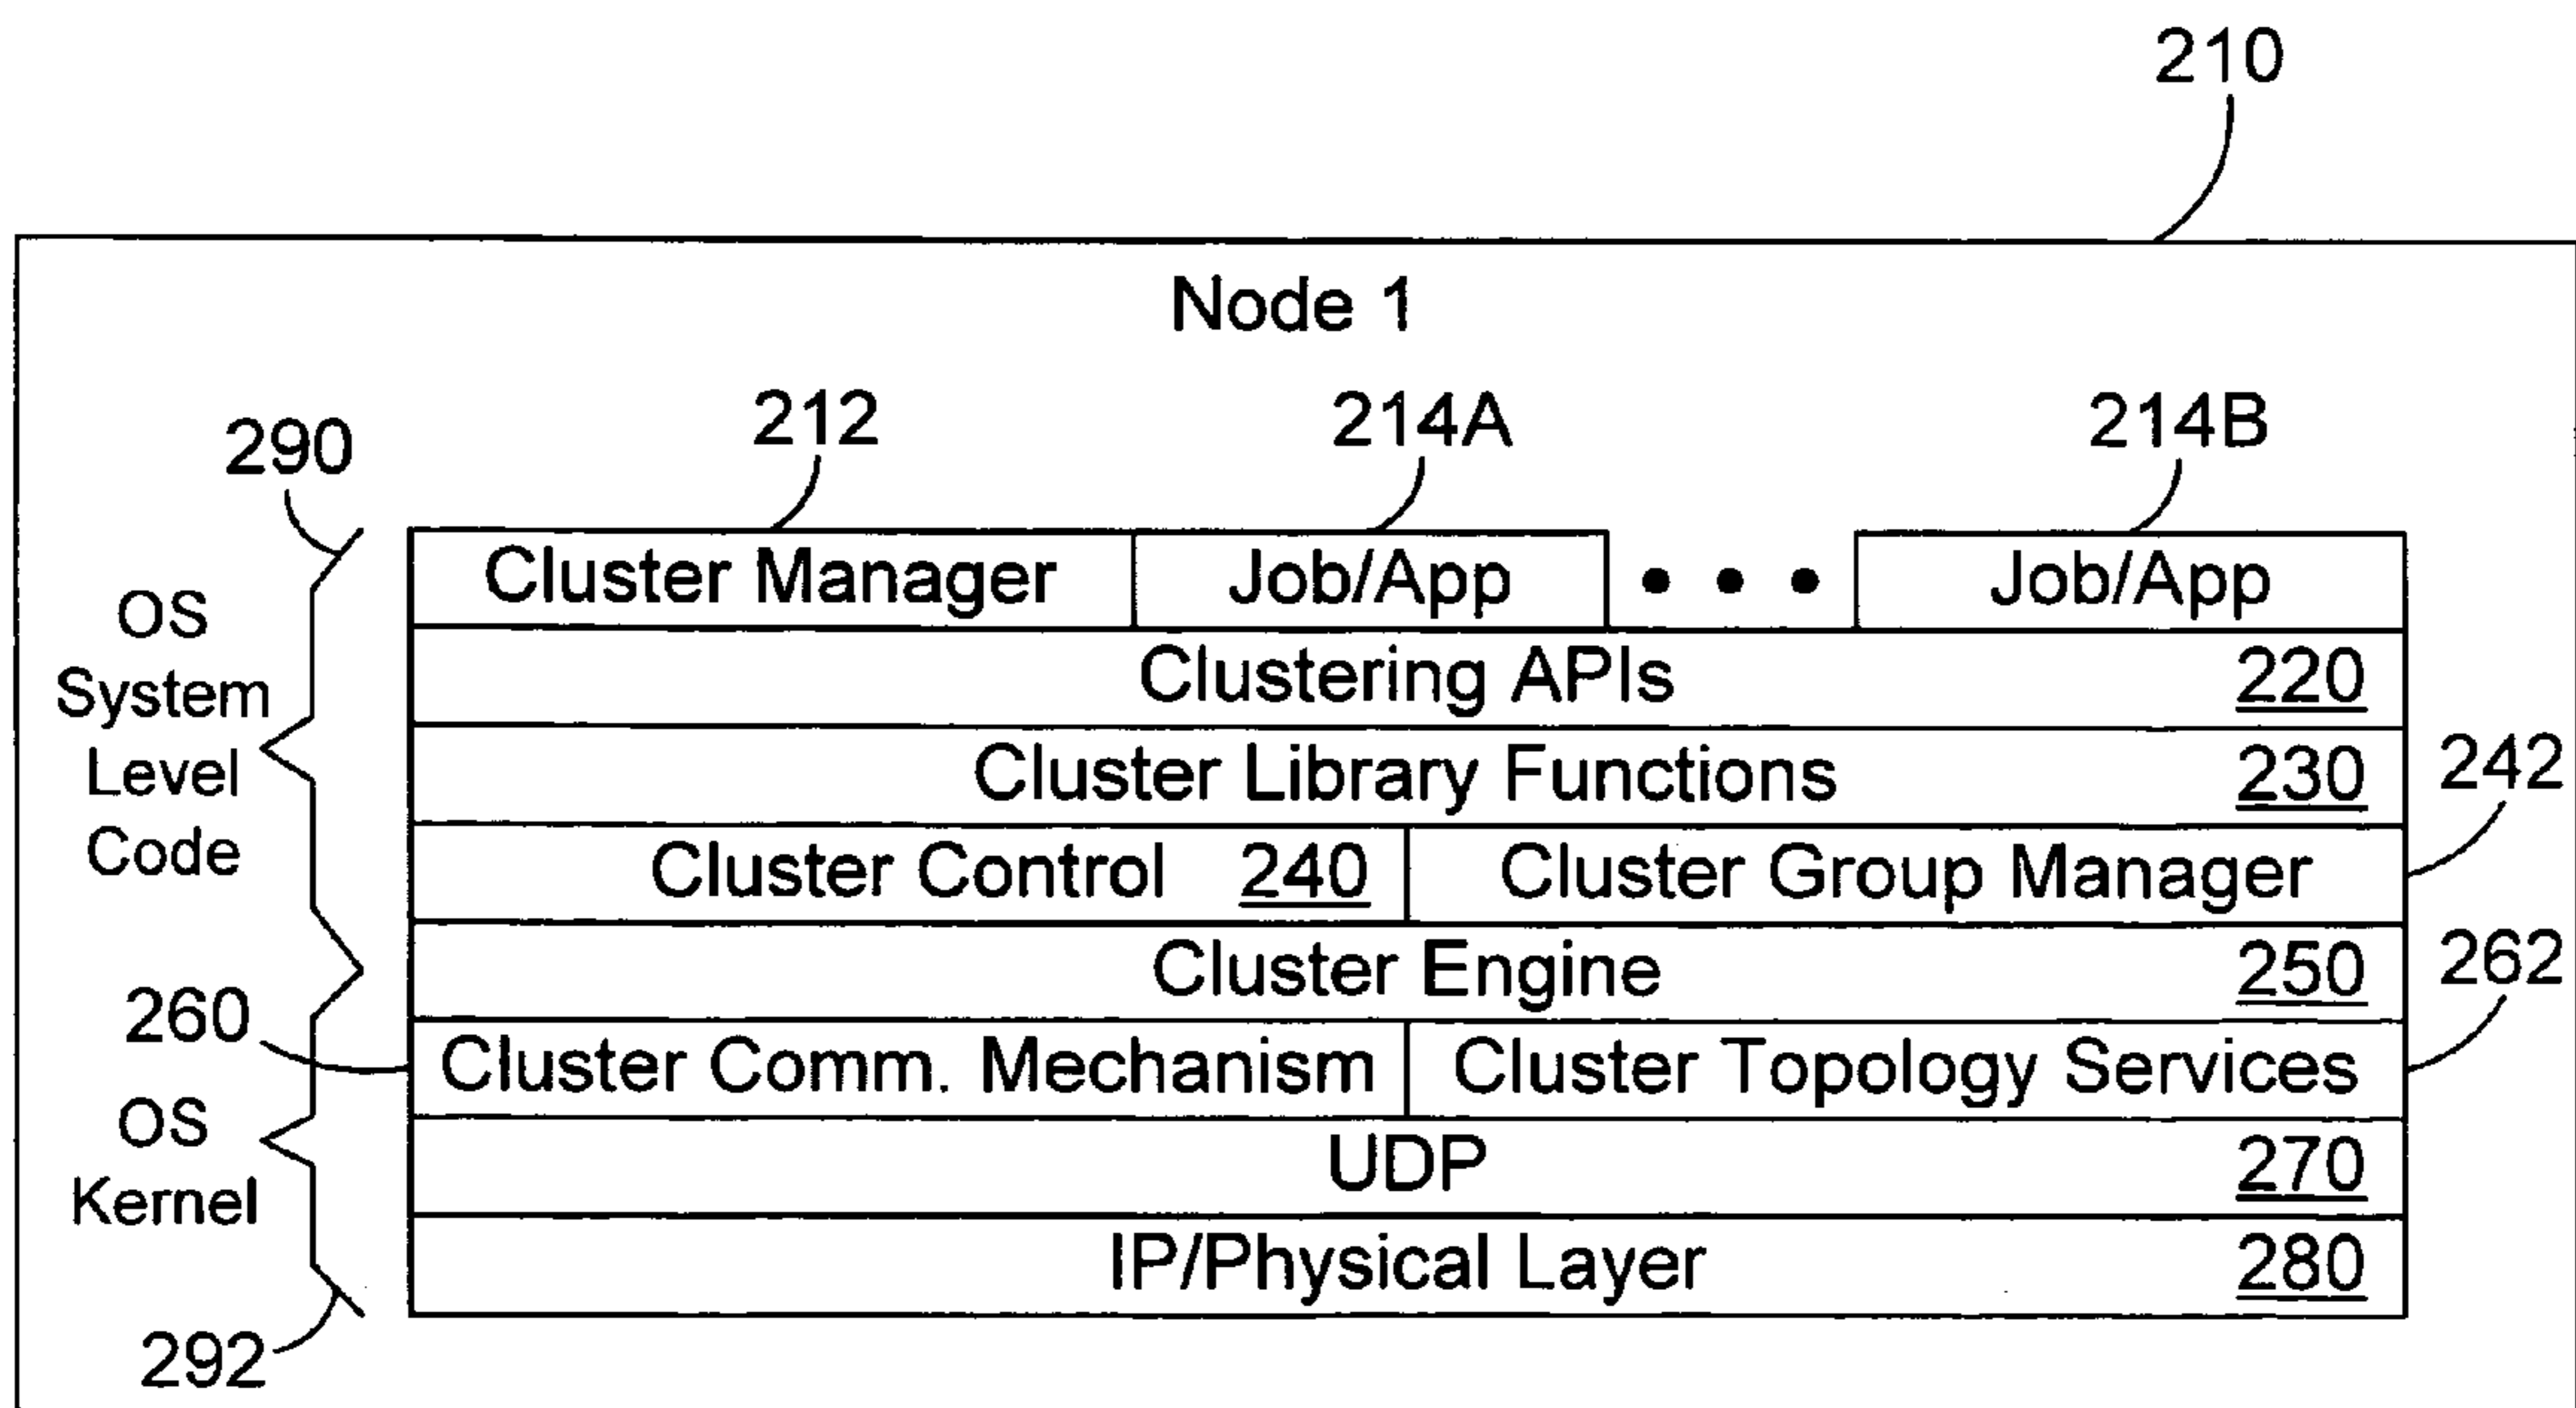 210
Node 1
212
214A
214B
290
Cluster Manager
Job/App
• • •
Job/App
OS
System
Level
Code
Clustering APIs 220
Cluster Library Functions 230
242
Cluster Control 240
Cluster Group Manager
Cluster Engine 250
262
260
Cluster Comm. Mechanism
Cluster Topology Services
OS
Kernel
UDP 270
IP/Physical Layer 280
292